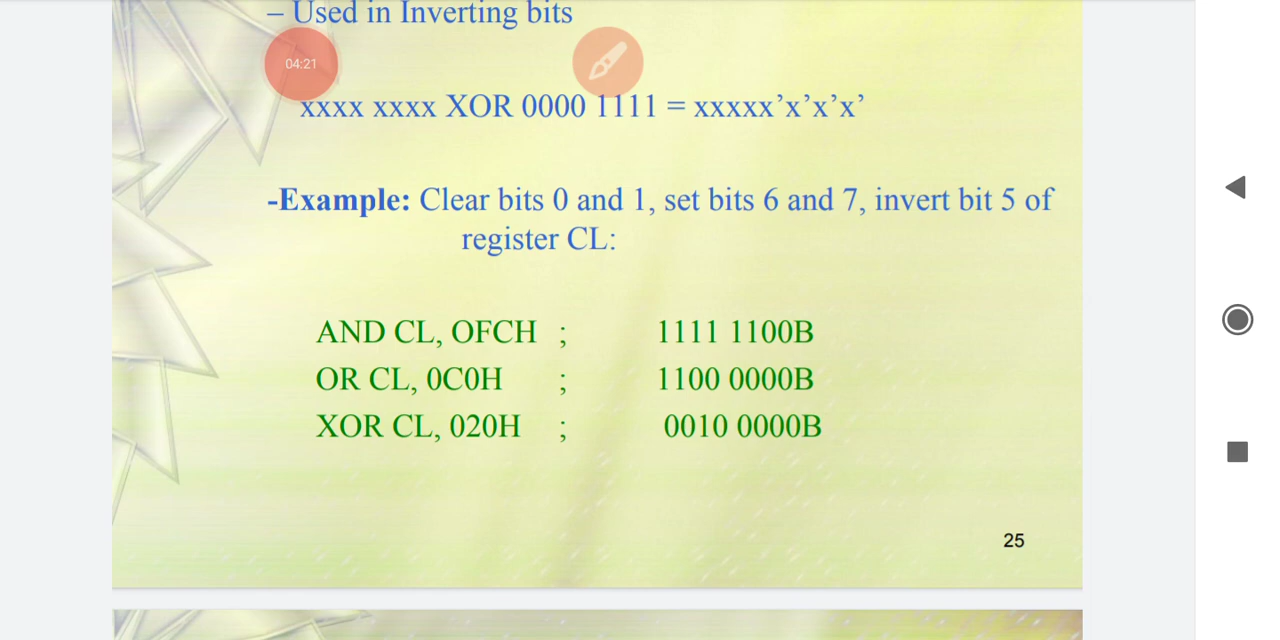 – Used in Inverting bits
04:21
xxxx xxxx XOR 0000 1111 = xxxxx’x’x’x’
-Example: Clear bits 0 and 1, set bits 6 and 7, invert bit 5 of
register CL:
AND CL, OFCH ; 1111 1100B
OR CL, 0C0H ; 1100 0000B
XOR CL, 020H ; 0010 0000B
25